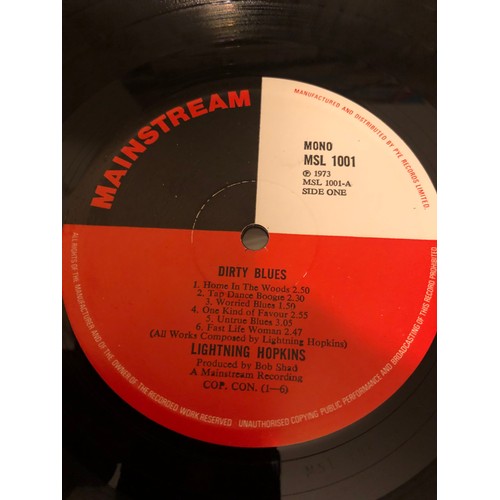 MAINSTREAM
MANUFACTURED AND DISTRIBUTED BY PYE RECORDS LIMITED.
MONO
MSL 1001
℗ 1973
MSL 1001-A
SIDE ONE
DIRTY BLUES
1. Home In The Woods 2.50
2. Tap Dance Boogie 2.30
3. Worried Blues 1.50
4. One Kind of Favour 2.55
5. Untrue Blues 3.05
6. Fast Life Woman 2.47
(All Works Composed by Lightning Hopkins)
LIGHTNING HOPKINS
Produced by Bob Shad
A Mainstream Recording
COP. CON. (1—6)
ALL RIGHTS OF THE MANUFACTURER AND OF THE OWNER OF THE RECORDED WORK RESERVED. UNAUTHORISED COPYING PUBLIC PERFORMANCE AND BROADCASTING OF THIS RECORD PROHIBITED